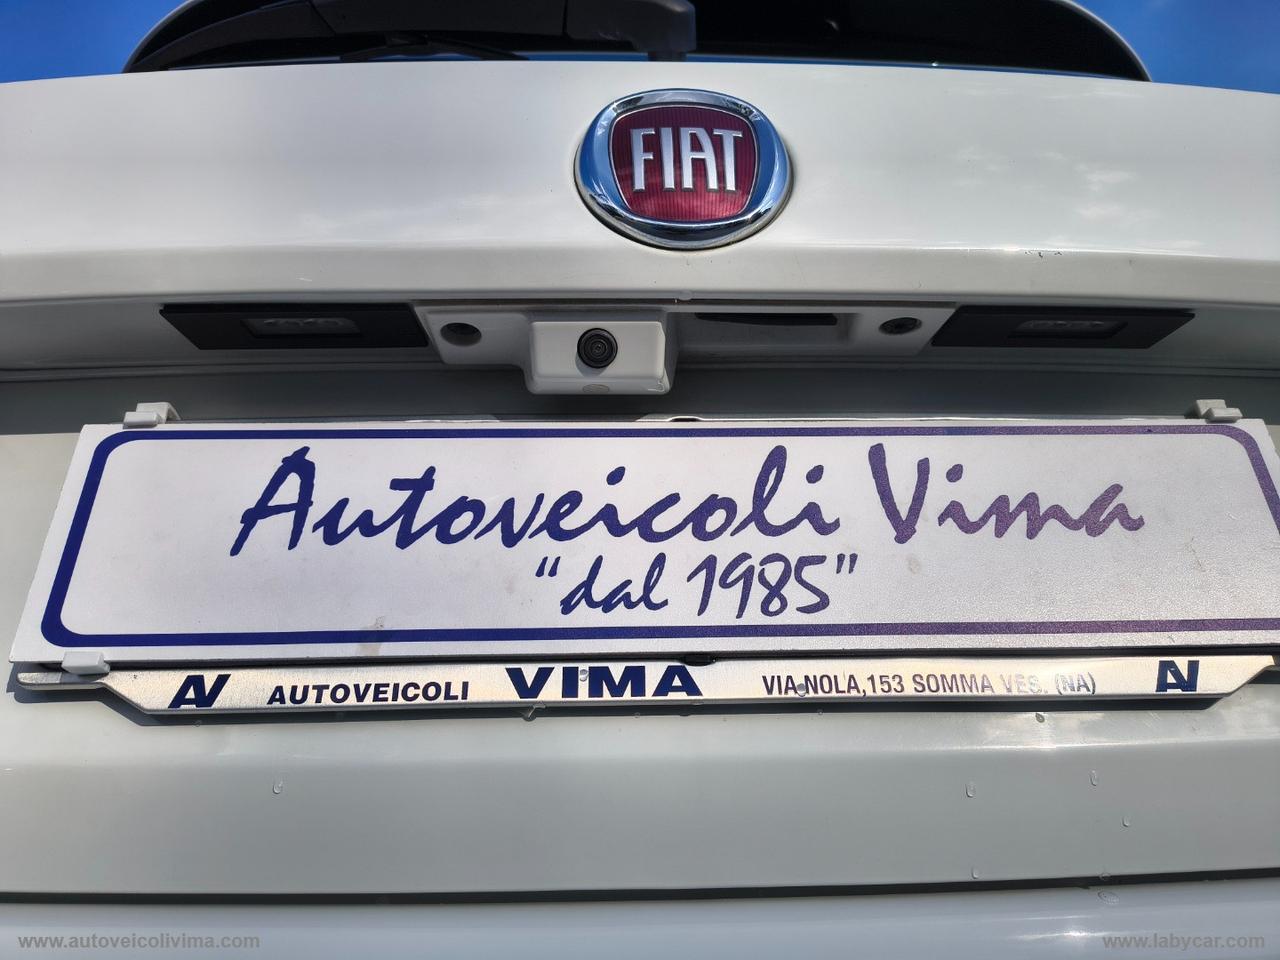 FIAT
Autoveicoli Vima
"dal 1985"
AV AUTOVEICOLI VIMA VIA NOLA,153 SOMMA VES. (NA) AV
www.autoveicolivima.com
www.labycar.com